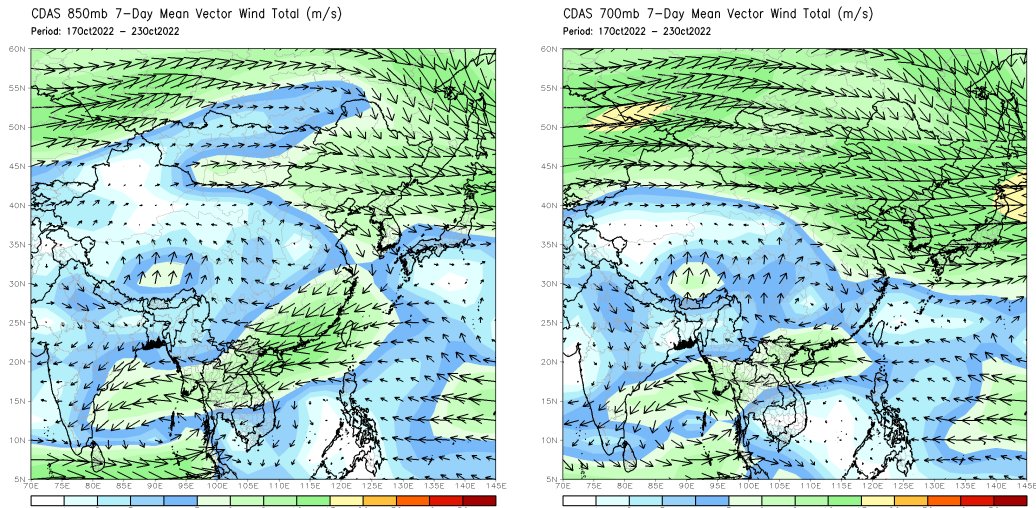 CDAS 850mb 7-Day Mean Vector Wind Total (m/s)
Period: 17Oct2022 – 23Oct2022
60N
55N
50N
45N
40N
35N
30N
25N
20N
15N
10N
5N
70E 75E 80E 85E 90E 95E 100E 105E 110E 115E 120E 125E 130E 135E 140E 145E
CDAS 700mb 7-Day Mean Vector Wind Total (m/s)
Period: 17Oct2022 – 23Oct2022
60N
55N
50N
45N
40N
35N
30N
25N
20N
15N
10N
5N
70E 75E 80E 85E 90E 95E 100E 105E 110E 115E 120E 125E 130E 135E 140E 145E